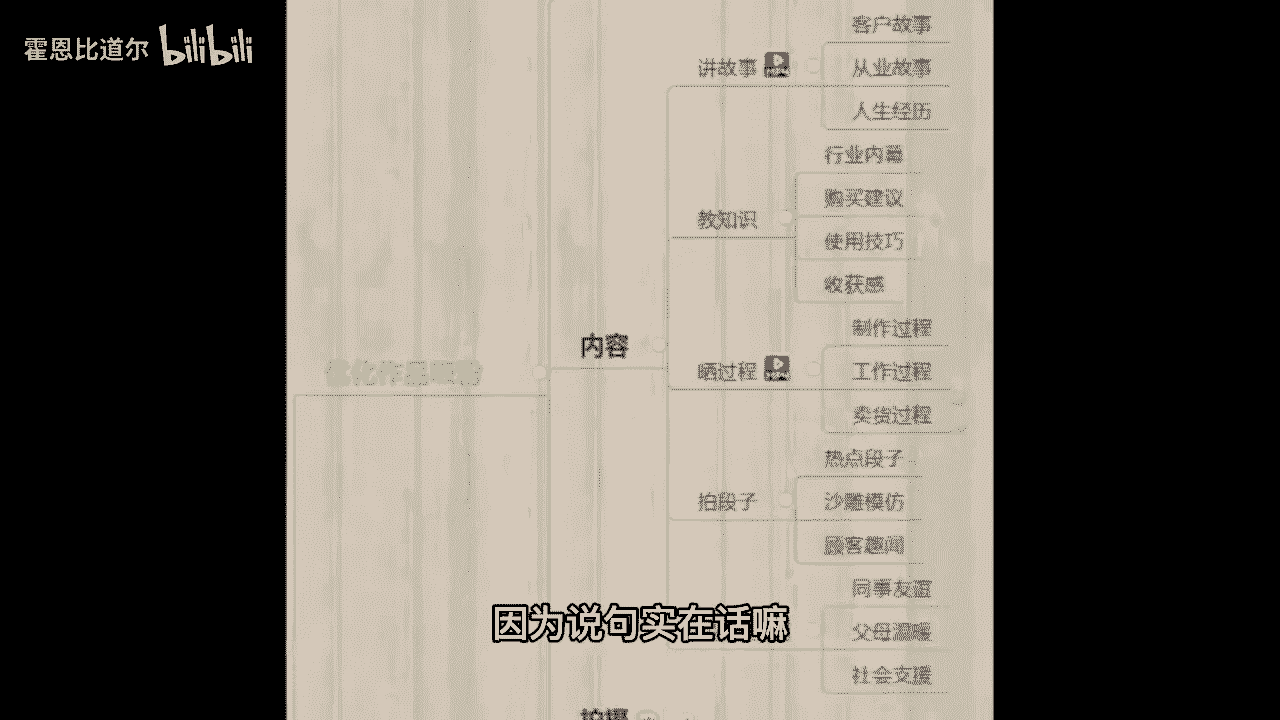 霍恩比道尔 bilibili
客户故事
讲故事
从业故事
人生经历
行业内幕
购买建议
教知识
使用技巧
收获感
制作过程
内容
晒过程
工作过程
卖货过程
热点段子
拍段子
沙雕模仿
顾客趣闻
同事友谊
父母温暖
社会支援
因为说句实在话嘛